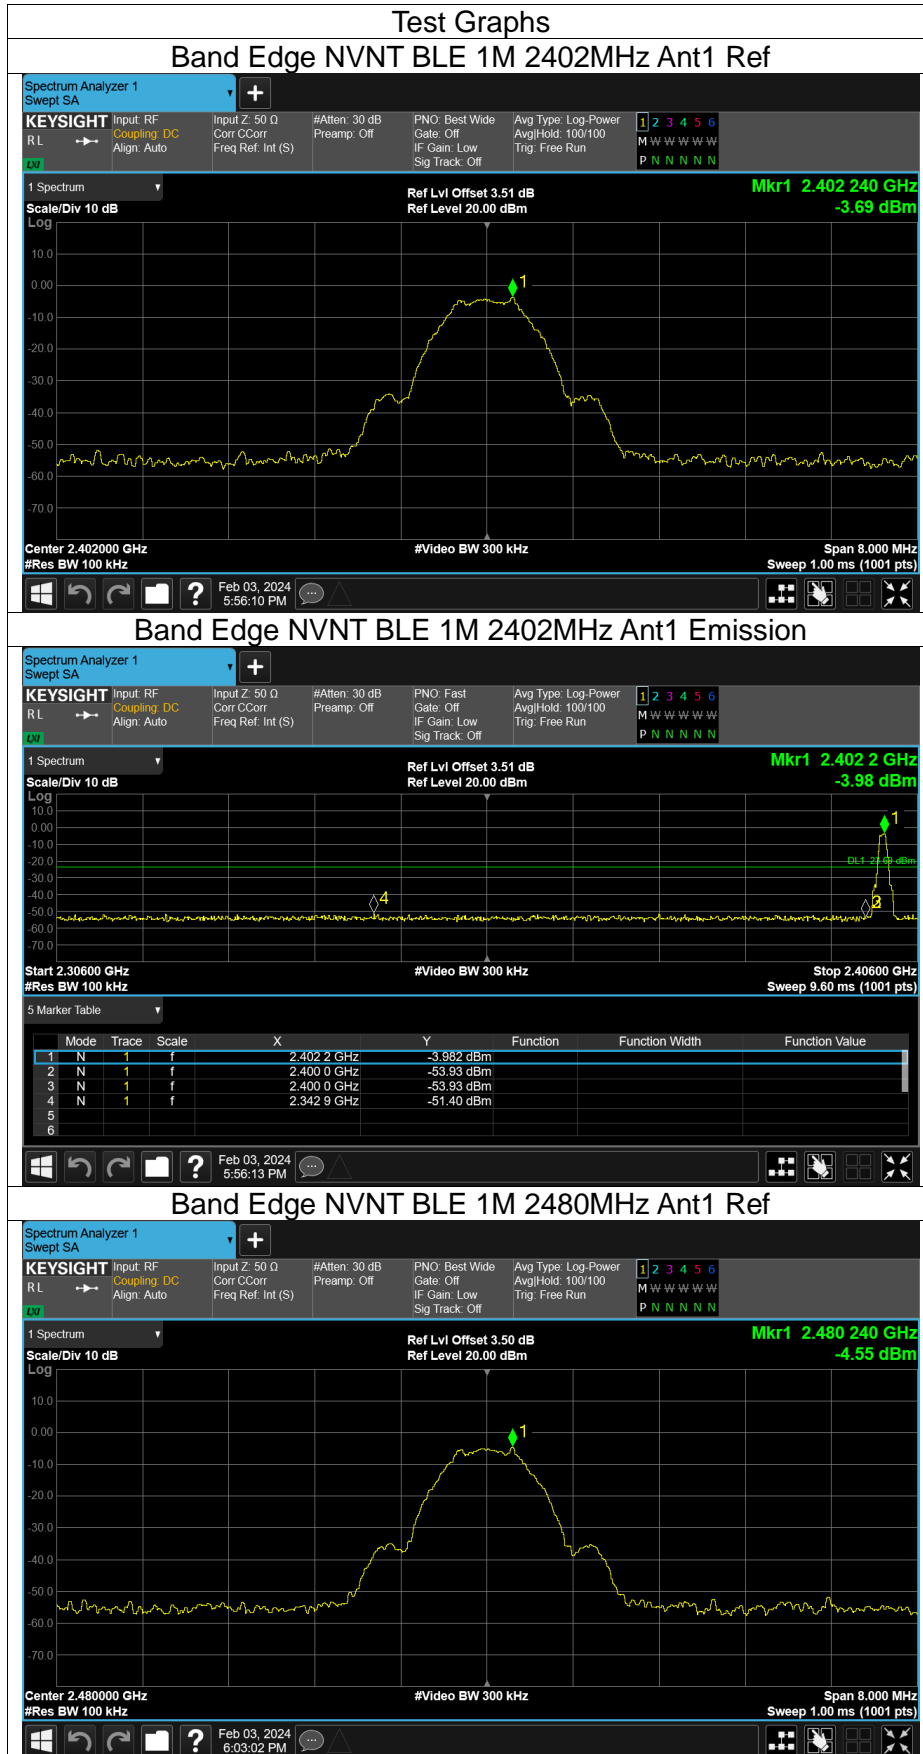 Test Graphs
Band Edge NVNT BLE 1M 2402MHz Ant1 Ref
Spectrum Analyzer 1
Swept SA
KEYSIGHT Input: RF Input Z: 50 Ω #Atten: 30 dB PNO: Best Wide Avg Type: Log-Power 1 2 3 4 5 6
R L Coupling: DC Corr CCorr Preamp: Off Gate: Off Avg|Hold: 100/100 M W W W W W
Align: Auto Freq Ref: Int (S) IF Gain: Low Trig: Free Run
LXI Sig Track: Off P N N N N N
1 Spectrum Ref Lvl Offset 3.51 dB Mkr1 2.402 240 GHz
Scale/Div 10 dB Ref Level 20.00 dBm -3.69 dBm
Log
10.0
0.00 1
-10.0
-20.0
-30.0
-40.0
-50.0
-60.0
-70.0
Center 2.402000 GHz #Video BW 300 kHz Span 8.000 MHz
#Res BW 100 kHz Sweep 1.00 ms (1001 pts)
? Feb 03, 2024
5:56:10 PM
Band Edge NVNT BLE 1M 2402MHz Ant1 Emission
Spectrum Analyzer 1
Swept SA
KEYSIGHT Input: RF Input Z: 50 Ω #Atten: 30 dB PNO: Fast Avg Type: Log-Power 1 2 3 4 5 6
R L Coupling: DC Corr CCorr Preamp: Off Gate: Off Avg|Hold: 100/100 M W W W W W
Align: Auto Freq Ref: Int (S) IF Gain: Low Trig: Free Run
LXI Sig Track: Off P N N N N N
1 Spectrum Ref Lvl Offset 3.51 dB Mkr1 2.402 2 GHz
Scale/Div 10 dB Ref Level 20.00 dBm -3.98 dBm
Log
10.0 1
0.00
-10.0
-20.0 DL1 -23.69 dBm
-30.0
-40.0 4
-50.0
-60.0
-70.0
Start 2.30600 GHz #Video BW 300 kHz Stop 2.40600 GHz
#Res BW 100 kHz Sweep 9.60 ms (1001 pts)
5 Marker Table
Mode Trace Scale X Y Function Function Width Function Value
1 N 1 f 2.402 2 GHz -3.982 dBm
2 N 1 f 2.400 0 GHz -53.93 dBm
3 N 1 f 2.400 0 GHz -53.93 dBm
4 N 1 f 2.342 9 GHz -51.40 dBm
5
6
? Feb 03, 2024
5:56:13 PM
Band Edge NVNT BLE 1M 2480MHz Ant1 Ref
Spectrum Analyzer 1
Swept SA
KEYSIGHT Input: RF Input Z: 50 Ω #Atten: 30 dB PNO: Best Wide Avg Type: Log-Power 1 2 3 4 5 6
R L Coupling: DC Corr CCorr Preamp: Off Gate: Off Avg|Hold: 100/100 M W W W W W
Align: Auto Freq Ref: Int (S) IF Gain: Low Trig: Free Run
LXI Sig Track: Off P N N N N N
1 Spectrum Ref Lvl Offset 3.50 dB Mkr1 2.480 240 GHz
Scale/Div 10 dB Ref Level 20.00 dBm -4.55 dBm
Log
10.0
0.00 1
-10.0
-20.0
-30.0
-40.0
-50.0
-60.0
-70.0
Center 2.480000 GHz #Video BW 300 kHz Span 8.000 MHz
#Res BW 100 kHz Sweep 1.00 ms (1001 pts)
? Feb 03, 2024
6:03:02 PM